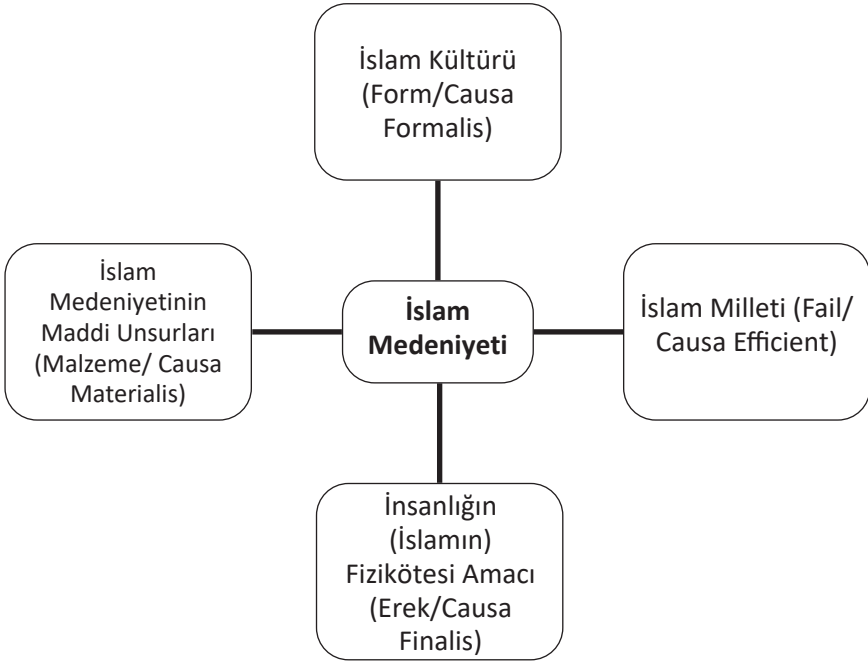 İslam Kültürü
(Form/Causa
Formalis)
İslam
Medeniyetinin
Maddi Unsurları
(Malzeme/ Causa
Materialis)
İslam
Medeniyeti
İslam Milleti (Fail/
Causa Efficient)
İnsanlığın
(İslamın)
Fizikötesi Amacı
(Erek/Causa
Finalis)